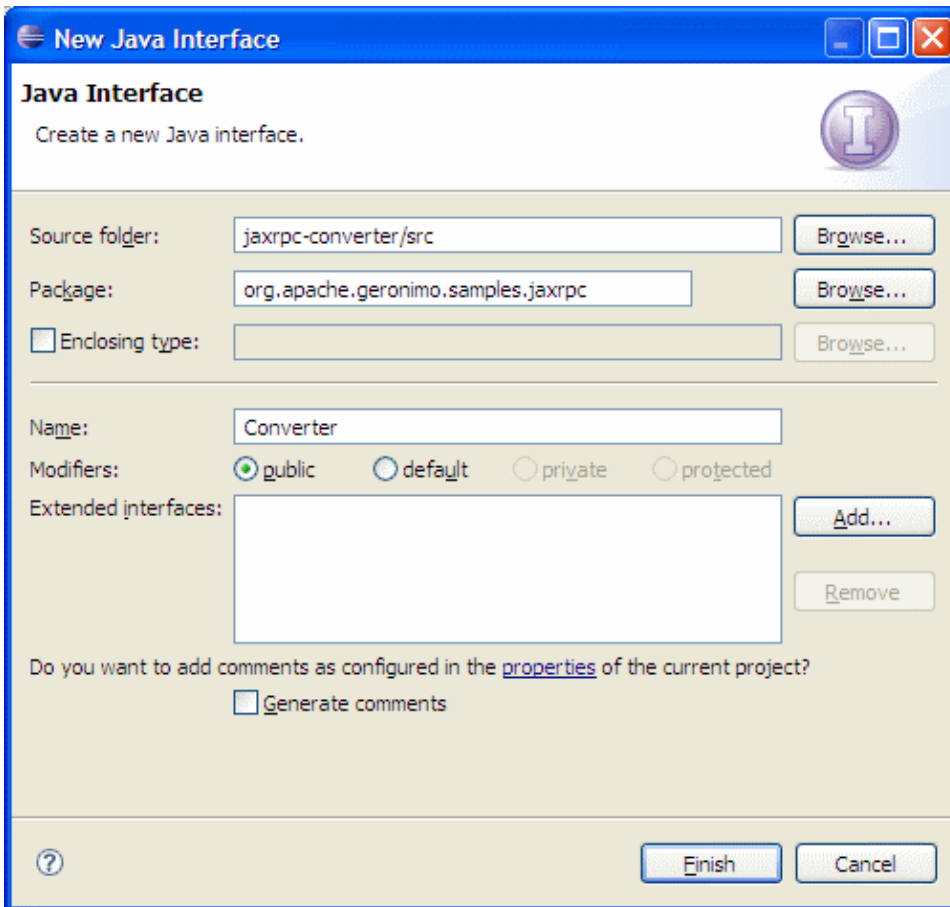 New Java Interface
Java Interface
Create a new Java interface.
Source folder: jaxrpc-converter/src Browse...
Package: org.apache.geronimo.samples.jaxrpc Browse...
Enclosing type: Browse...
Name: Converter
Modifiers: public default private protected
Extended interfaces: Add...
Remove
Do you want to add comments as configured in the properties of the current project?
Generate comments
? Finish Cancel